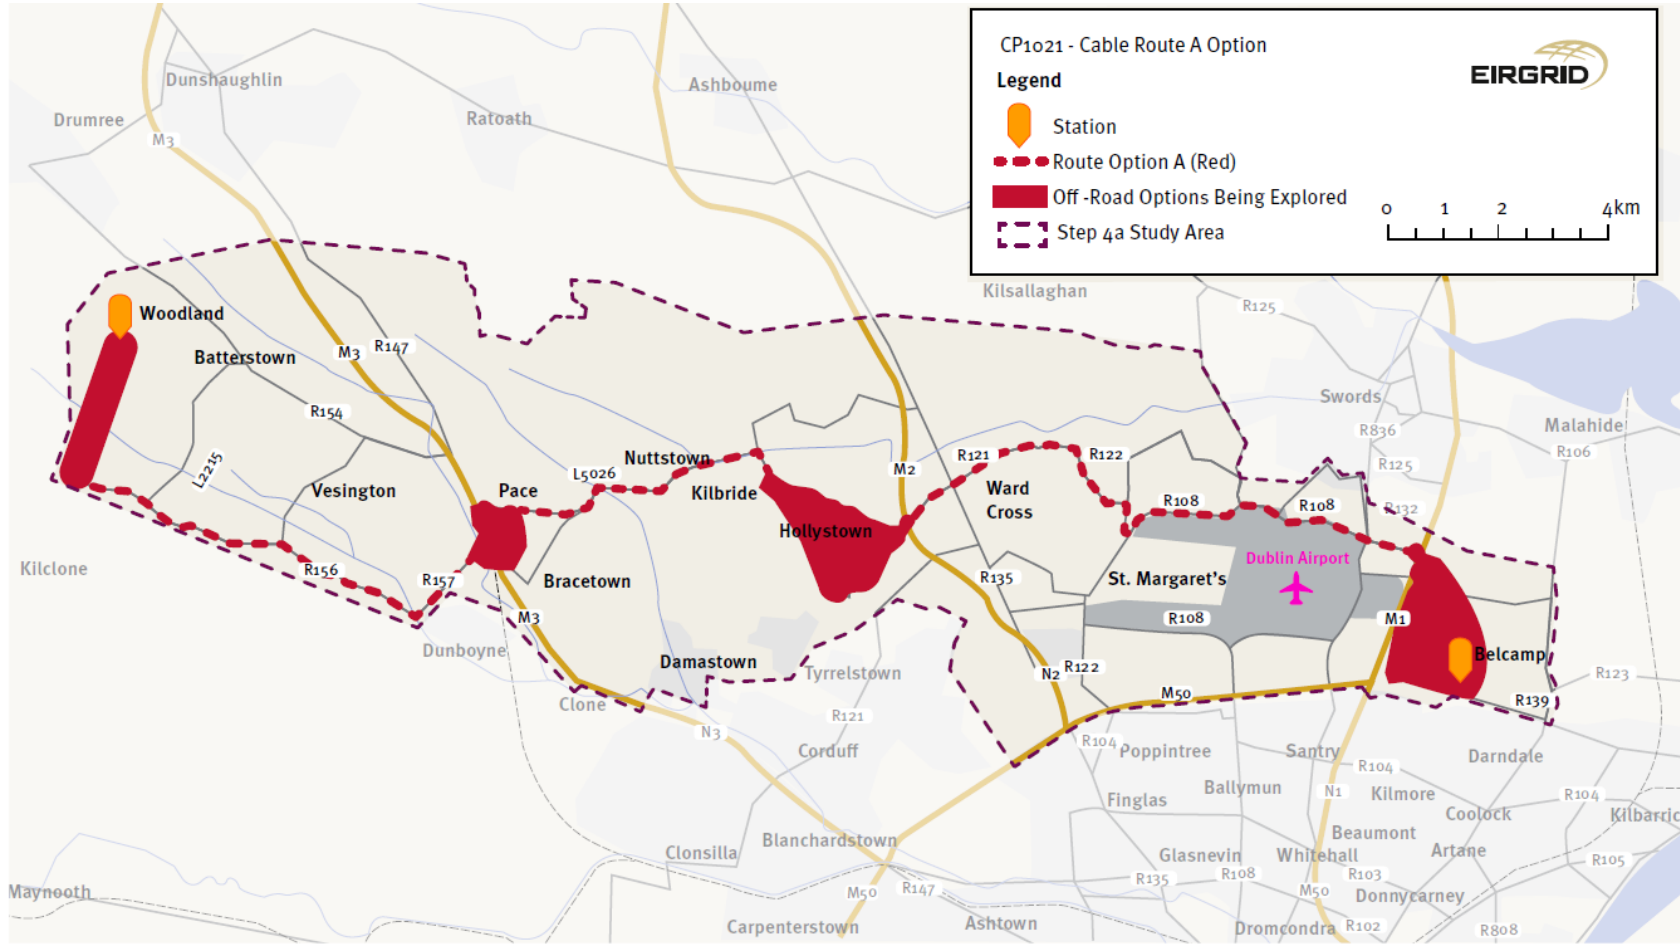 CP1021 - Cable Route A Option
EIRGRID
Legend
Station
Route Option A (Red)
Off -Road Options Being Explored
Step 4a Study Area
0 1 2 4km
Dunshaughlin
Ashboume
Drumree
Ratoath
M3
Kilsallaghan
R125
Woodland
Batterstown
M3
R147
Swords
R154
Malahide
R836
R106
Nuttstown
R121
R122
L2215
L5026
M2
R125
Vesington
Pace
Kilbride
Ward
Cross
R108
R108
R132
Hollystown
Dublin Airport
Kilclone
R156
R157
Bracetown
R135
St. Margaret's
M3
R108
M1
Dunboyne
Damastown
Tyrrelstown
N2
R122
Belcamp
R123
Clone
M50
R139
R121
N3
Corduff
R104
Poppintree
Santry
Darndale
R104
Ballymun
N1
Kilmore
R104
Finglas
Coolock
Kilbarric
Beaumont
Blanchardstown
Clonsilla
Glasnevin
Whitehall
Artane
R105
Maynooth
M50
R147
R135
R108
R103
M50
Donnycarney
Carpenterstown
Ashtown
Dromcondra
R102
R808